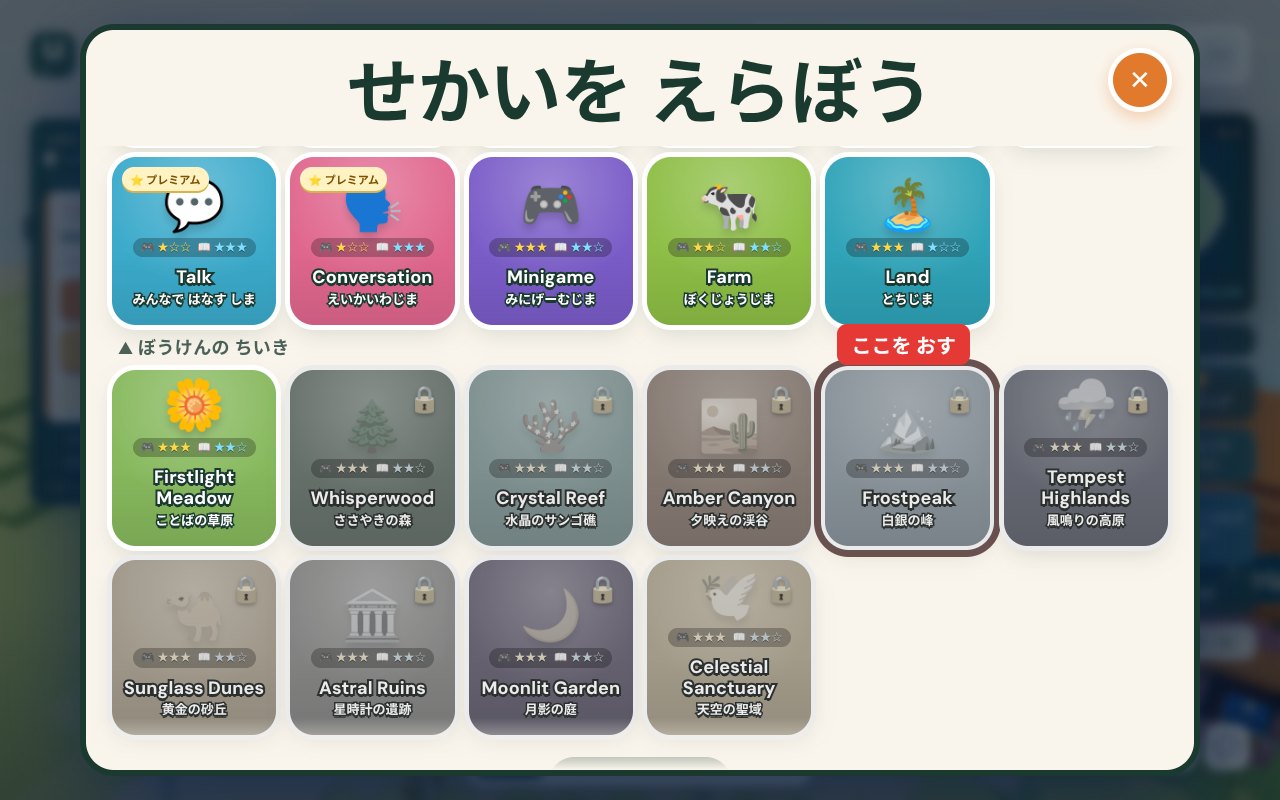 せかいを えらぼう
プレミアム
★☆☆ ★★★
Talk
みんなで はなす しま
プレミアム
★☆☆ ★★★
Conversation
えいかいわじま
★★★ ★★☆
Minigame
みにげーむじま
★★☆ ★★☆
Farm
ぼくじょうじま
★★★ ★☆☆
Land
とちじま
▲ ぼうけんの ちいき
ここを おす
★★★ ★★☆
Firstlight
Meadow
ことばの草原
★★★ ★★☆
Whisperwood
ささやきの森
★★★ ★★☆
Crystal Reef
水晶のサンゴ礁
★★★ ★★☆
Amber Canyon
夕映えの渓谷
★★★ ★★☆
Frostpeak
白銀の峰
★★★ ★★☆
Tempest
Highlands
風鳴りの高原
★★★ ★★☆
Sunglass Dunes
黄金の砂丘
★★★ ★★☆
Astral Ruins
星時計の遺跡
★★★ ★★☆
Moonlit Garden
月影の庭
★★★ ★★☆
Celestial
Sanctuary
天空の聖域